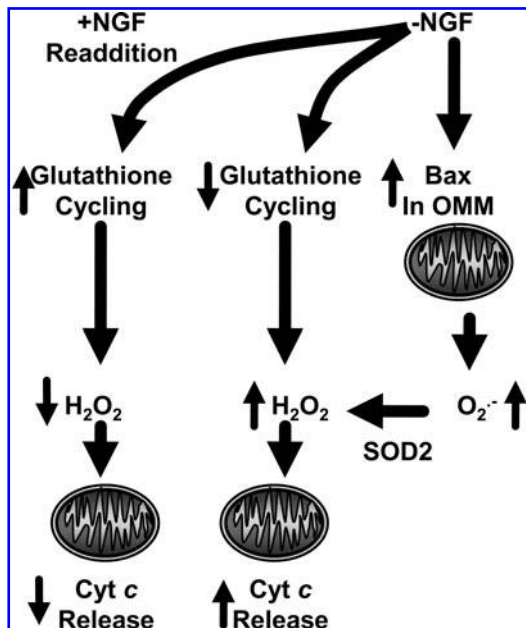 +NGF
Readdition
-NGF
Glutathione
Cycling
Glutathione
Cycling
Bax
In OMM
H₂O₂
H₂O₂
O₂·-
SOD2
Cyt c
Release
Cyt c
Release